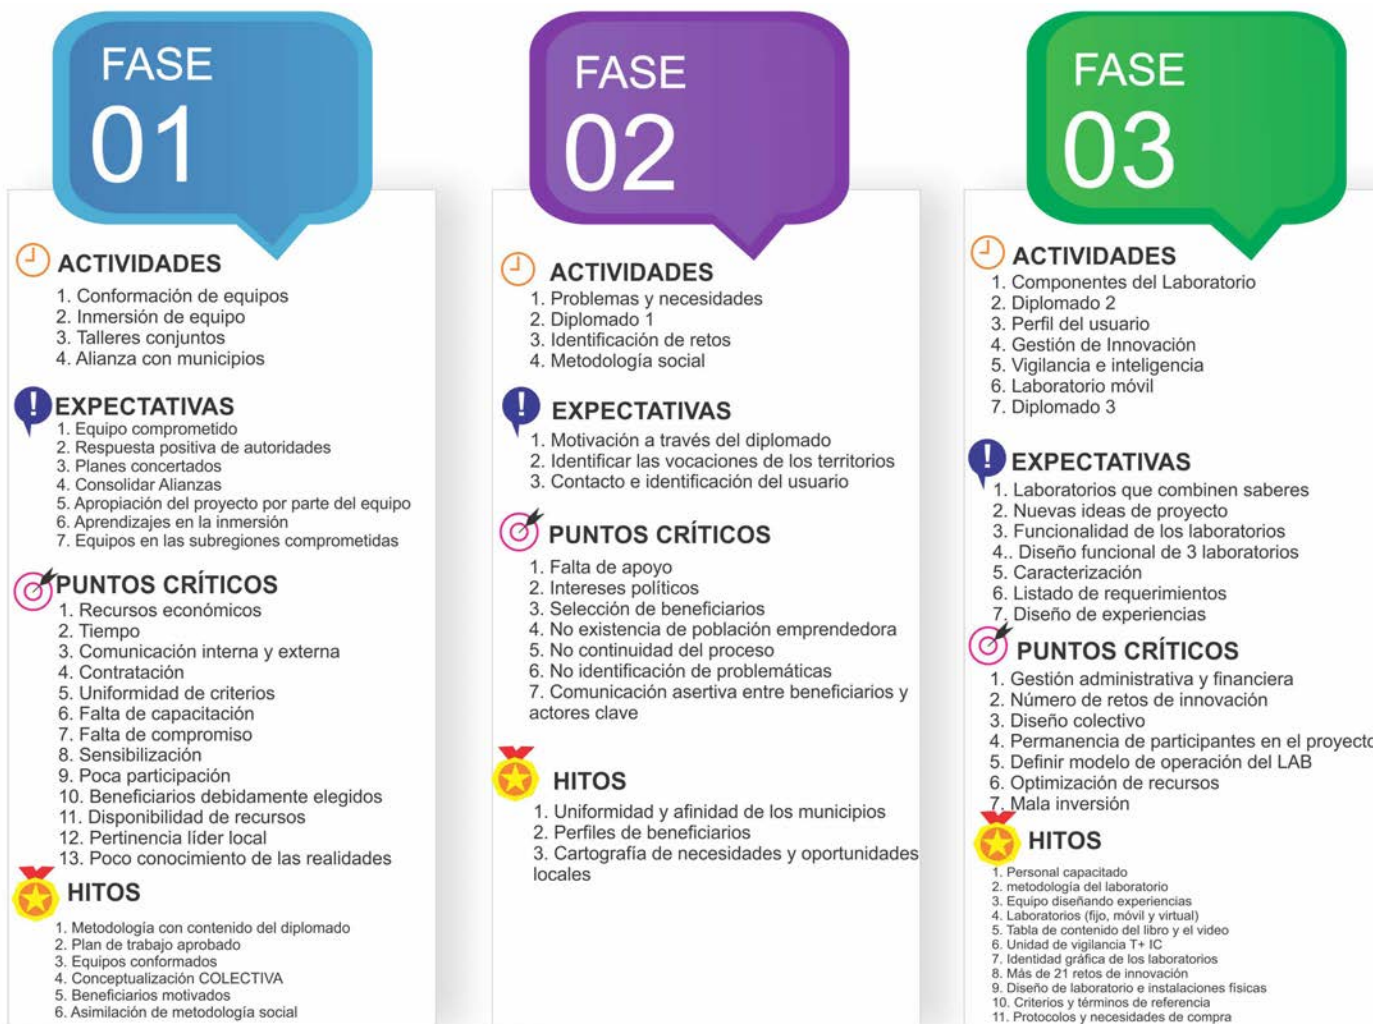 FASE
01
ACTIVIDADES
1. Conformación de equipos
2. Inmersión de equipo
3. Talleres conjuntos
4. Alianza con municipios
EXPECTATIVAS
1. Equipo comprometido
2. Respuesta positiva de autoridades
3. Planes concertados
4. Consolidar Alianzas
5. Apropiación del proyecto por parte del equipo
6. Aprendizajes en la inmersión
7. Equipos en las subregiones comprometidas
PUNTOS CRÍTICOS
1. Recursos económicos
2. Tiempo
3. Comunicación interna y externa
4. Contratación
5. Uniformidad de criterios
6. Falta de capacitación
7. Falta de compromiso
8. Sensibilización
9. Poca participación
10. Beneficiarios debidamente elegidos
11. Disponibilidad de recursos
12. Pertinencia líder local
13. Poco conocimiento de las realidades
HITOS
1. Metodología con contenido del diplomado
2. Plan de trabajo aprobado
3. Equipos conformados
4. Conceptualización COLECTIVA
5. Beneficiarios motivados
6. Asimilación de metodología social
FASE
02
ACTIVIDADES
1. Problemas y necesidades
2. Diplomado 1
3. Identificación de retos
4. Metodología social
EXPECTATIVAS
1. Motivación a través del diplomado
2. Identificar las vocaciones de los territorios
3. Contacto e identificación del usuario
PUNTOS CRÍTICOS
1. Falta de apoyo
2. Intereses políticos
3. Selección de beneficiarios
4. No existencia de población emprendedora
5. No continuidad del proceso
6. No identificación de problemáticas
7. Comunicación asertiva entre beneficiarios y
actores clave
HITOS
1. Uniformidad y afinidad de los municipios
2. Perfiles de beneficiarios
3. Cartografía de necesidades y oportunidades
locales
FASE
03
ACTIVIDADES
1. Componentes del Laboratorio
2. Diplomado 2
3. Perfil del usuario
4. Gestión de Innovación
5. Vigilancia e inteligencia
6. Laboratorio móvil
7. Diplomado 3
EXPECTATIVAS
1. Laboratorios que combinen saberes
2. Nuevas ideas de proyecto
3. Funcionalidad de los laboratorios
4.. Diseño funcional de 3 laboratorios
5. Caracterización
6. Listado de requerimientos
7. Diseño de experiencias
PUNTOS CRÍTICOS
1. Gestión administrativa y financiera
2. Número de retos de innovación
3. Diseño colectivo
4. Permanencia de participantes en el proyecto
5. Definir modelo de operación del LAB
6. Optimización de recursos
7. Mala inversión
HITOS
1. Personal capacitado
2. metodología del laboratorio
3. Equipo diseñando experiencias
4. Laboratorios (fijo, móvil y virtual)
5. Tabla de contenido del libro y el video
6. Unidad de vigilancia T+ IC
7. Identidad gráfica de los laboratorios
8. Más de 21 retos de innovación
9. Diseño de laboratorio e instalaciones físicas
10. Criterios y términos de referencia
11. Protocolos y necesidades de compra